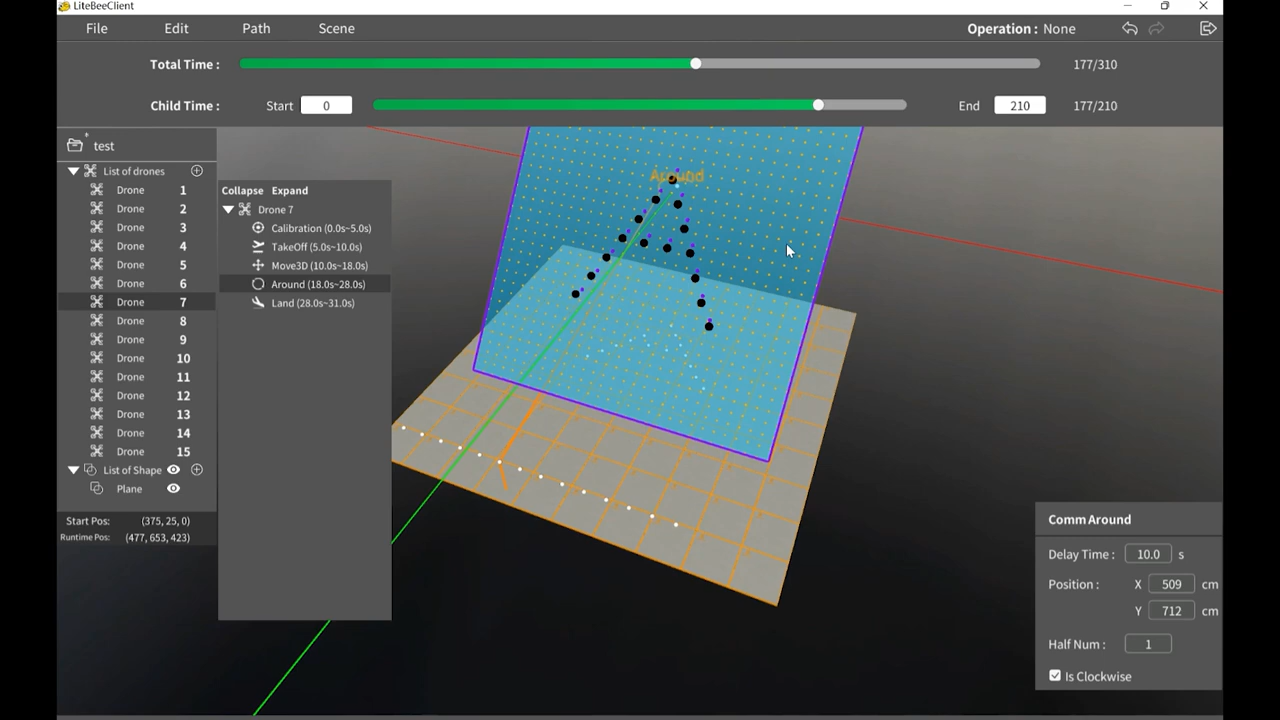 LiteBeeClient
File Edit Path Scene Operation : None
Total Time : 177/310
Child Time : Start 0 End 210 177/210
test
List of drones
Drone 1
Drone 2
Drone 3
Drone 4
Drone 5
Drone 6
Drone 7
Drone 8
Drone 9
Drone 10
Drone 11
Drone 12
Drone 13
Drone 14
Drone 15
List of Shape
Plane
Start Pos: (375, 25, 0)
Runtime Pos: (477, 653, 423)
Collapse Expand
Drone 7
Calibration (0.0s~5.0s)
TakeOff (5.0s~10.0s)
Move3D (10.0s~18.0s)
Around (18.0s~28.0s)
Land (28.0s~31.0s)
Around
Comm Around
Delay Time : 10.0 s
Position : X 509 cm
Y 712 cm
Half Num : 1
Is Clockwise